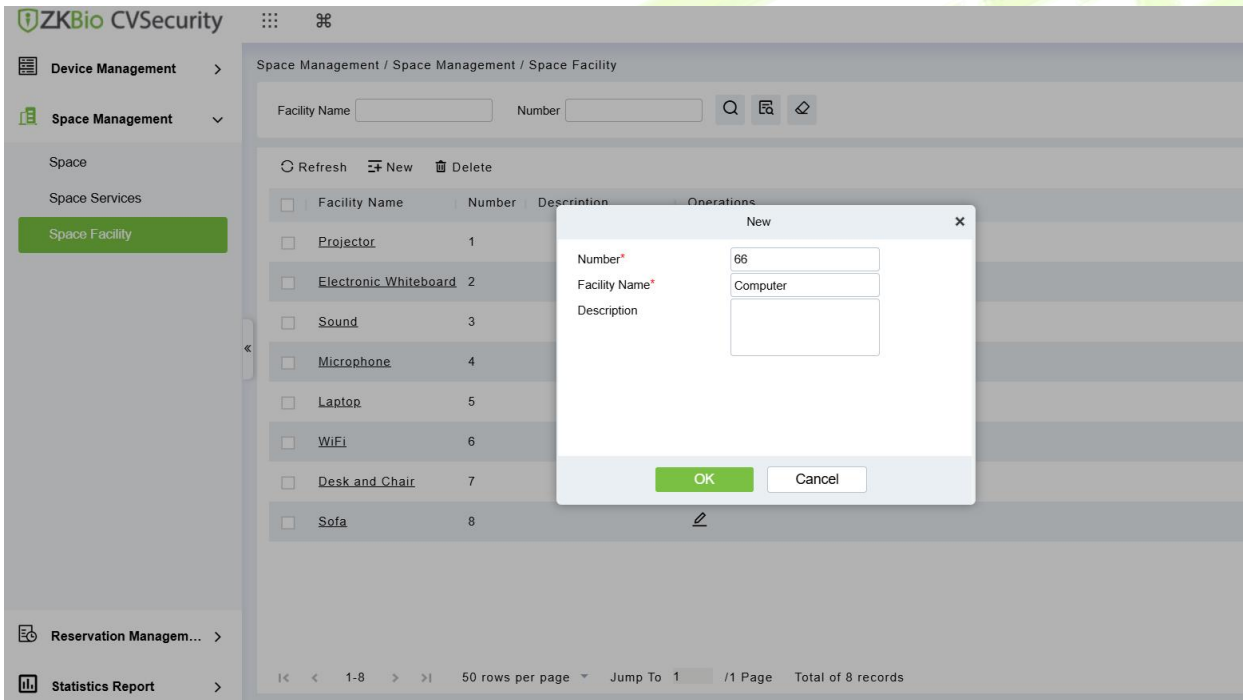 ZKBio CVSecurity
Device Management
Space Management
Space
Space Services
Space Facility
Reservation Managem...
Statistics Report
Space Management / Space Management / Space Facility
Facility Name
Number
Refresh New Delete
Facility Name Number Description Operations
Projector 1
Electronic Whiteboard 2
Sound 3
Microphone 4
Laptop 5
WiFi 6
Desk and Chair 7
Sofa 8
New
Number* 66
Facility Name* Computer
Description
OK Cancel
1-8 50 rows per page Jump To 1 /1 Page Total of 8 records